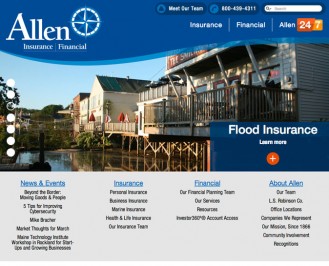 Meet Our Team
800-439-4311
Search
Allen
Insurance | Financial
Insurance
Financial
Allen 24 7
Flood Insurance
Learn more
News & Events
Beyond the Border:
Moving Goods & People
5 Tips for Improving
Cybersecurity
Mike Bracher
Market Thoughts for March
Maine Technology Institute
Workshop in Rockland for Start-
Ups and Growing Businesses
Insurance
Personal Insurance
Business Insurance
Marine Insurance
Health & Life Insurance
Our Insurance Team
Financial
Our Financial Planning Team
Our Services
Resources
Investor360º® Account Access
About Allen
Our Team
L.S. Robinson Co.
Office Locations
Companies We Represent
Our Mission, Since 1866
Community Involvement
Recognitions